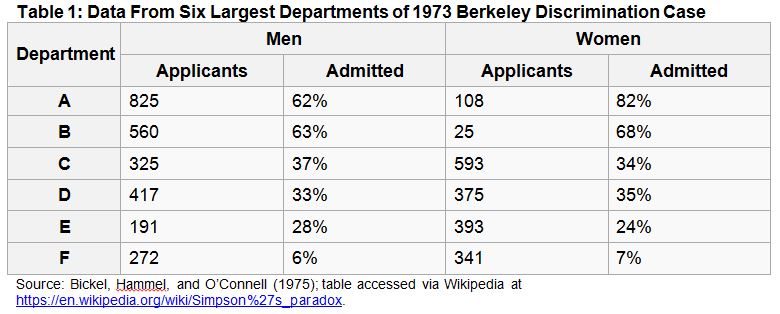 Table 1: Data From Six Largest Departments of 1973 Berkeley Discrimination Case
Department Men Women
Applicants Admitted Applicants Admitted
A 825 62% 108 82%
B 560 63% 25 68%
C 325 37% 593 34%
D 417 33% 375 35%
E 191 28% 393 24%
F 272 6% 341 7%
Source: Bickel, Hammel, and O’Connell (1975); table accessed via Wikipedia at
https://en.wikipedia.org/wiki/Simpson%27s_paradox.